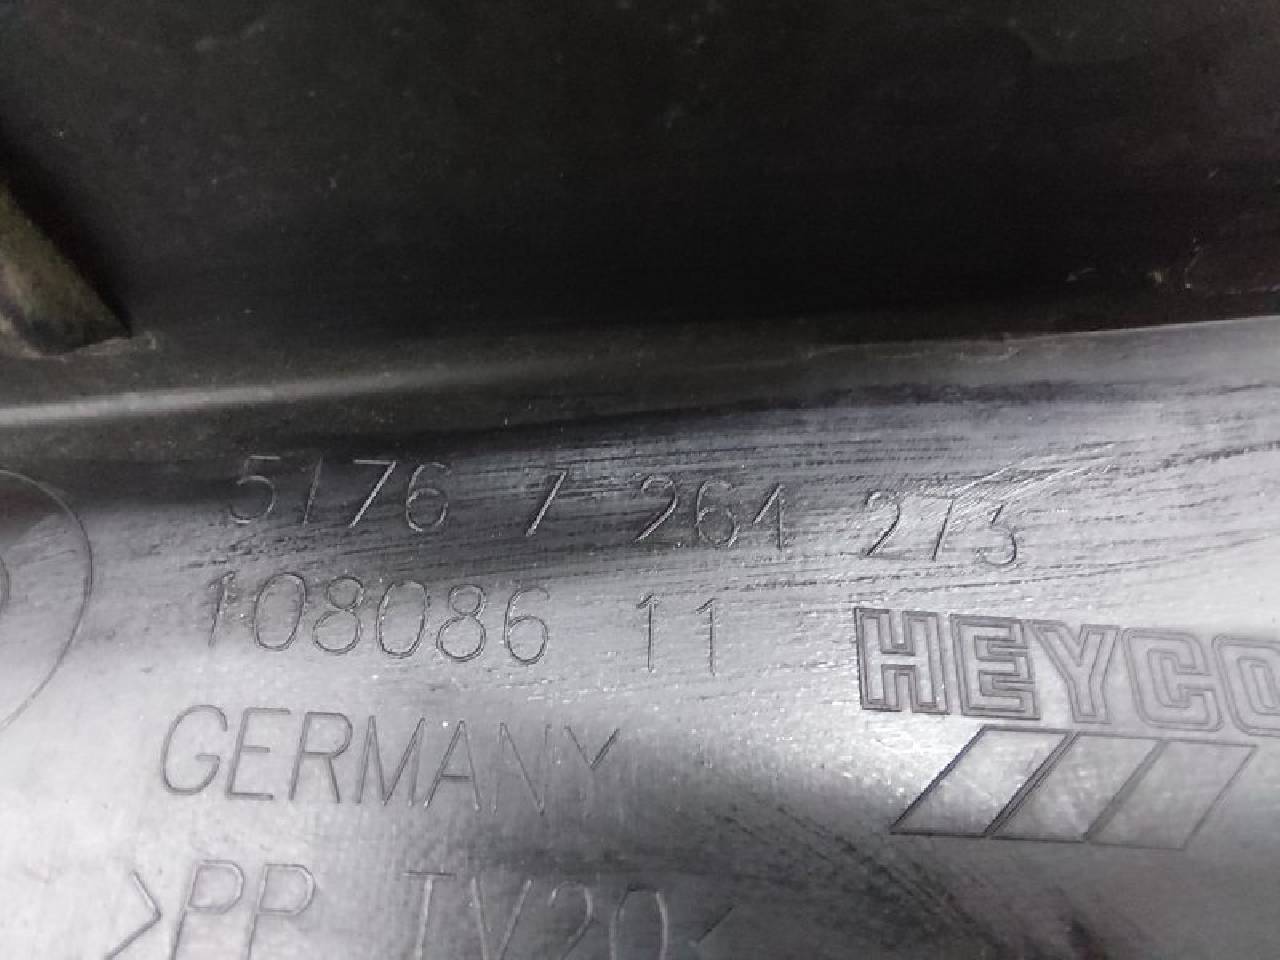 5176 7 264 273
108086 11
HEYCO
GERMANY
>PP TV20<